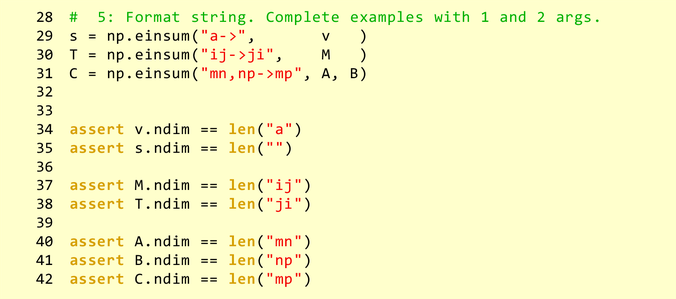 28 #  5: Format string. Complete examples with 1 and 2 args.
29 s = np.einsum("a->",       v   )
30 T = np.einsum("ij->ji",    M   )
31 C = np.einsum("mn,np->mp", A, B)
32
33
34 assert v.ndim == len("a")
35 assert s.ndim == len("")
36
37 assert M.ndim == len("ij")
38 assert T.ndim == len("ji")
39
40 assert A.ndim == len("mn")
41 assert B.ndim == len("np")
42 assert C.ndim == len("mp")